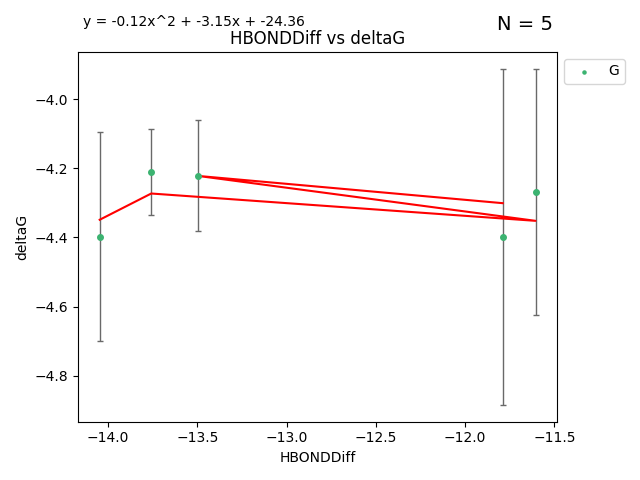 y = -0.12x^2 + -3.15x + -24.36
N = 5
HBONDDiff vs deltaG
G
−4.0
−4.2
−4.4
−4.6
−4.8
deltaG
−14.0 −13.5 −13.0 −12.5 −12.0 −11.5
HBONDDiff